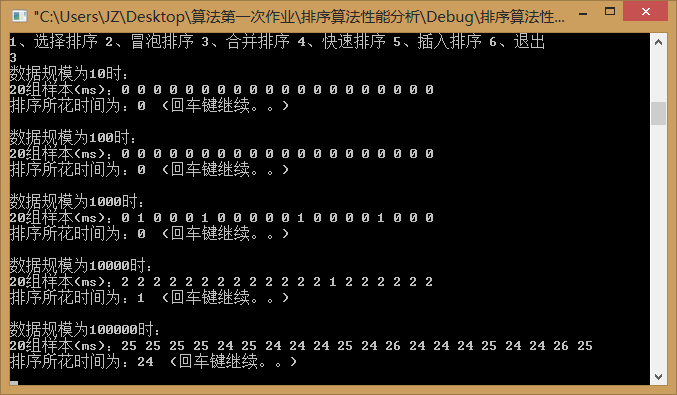 "C:\Users\JZ\Desktop\算法第一次作业\排序算法性能分析\Debug\排序算法性...
1、选择排序 2、冒泡排序 3、合并排序 4、快速排序 5、插入排序 6、退出
3
数据规模为10时:
20组样本(ms): 0 0 0 0 0 0 0 0 0 0 0 0 0 0 0 0 0 0 0 0
排序所花时间为: 0 (回车键继续。。)
数据规模为100时:
20组样本(ms): 0 0 0 0 0 0 0 0 0 0 0 0 0 0 0 0 0 0 0 0
排序所花时间为: 0 (回车键继续。。)
数据规模为1000时:
20组样本(ms): 0 1 0 0 0 1 0 0 0 0 0 1 0 0 0 0 1 0 0 0
排序所花时间为: 0 (回车键继续。。)
数据规模为10000时:
20组样本(ms): 2 2 2 2 2 2 2 2 2 2 2 2 2 1 2 2 2 2 2 2
排序所花时间为: 1 (回车键继续。。)
数据规模为100000时:
20组样本(ms): 25 25 25 25 24 25 24 24 24 25 24 26 24 24 24 25 24 24 26 25
排序所花时间为: 24 (回车键继续。。)